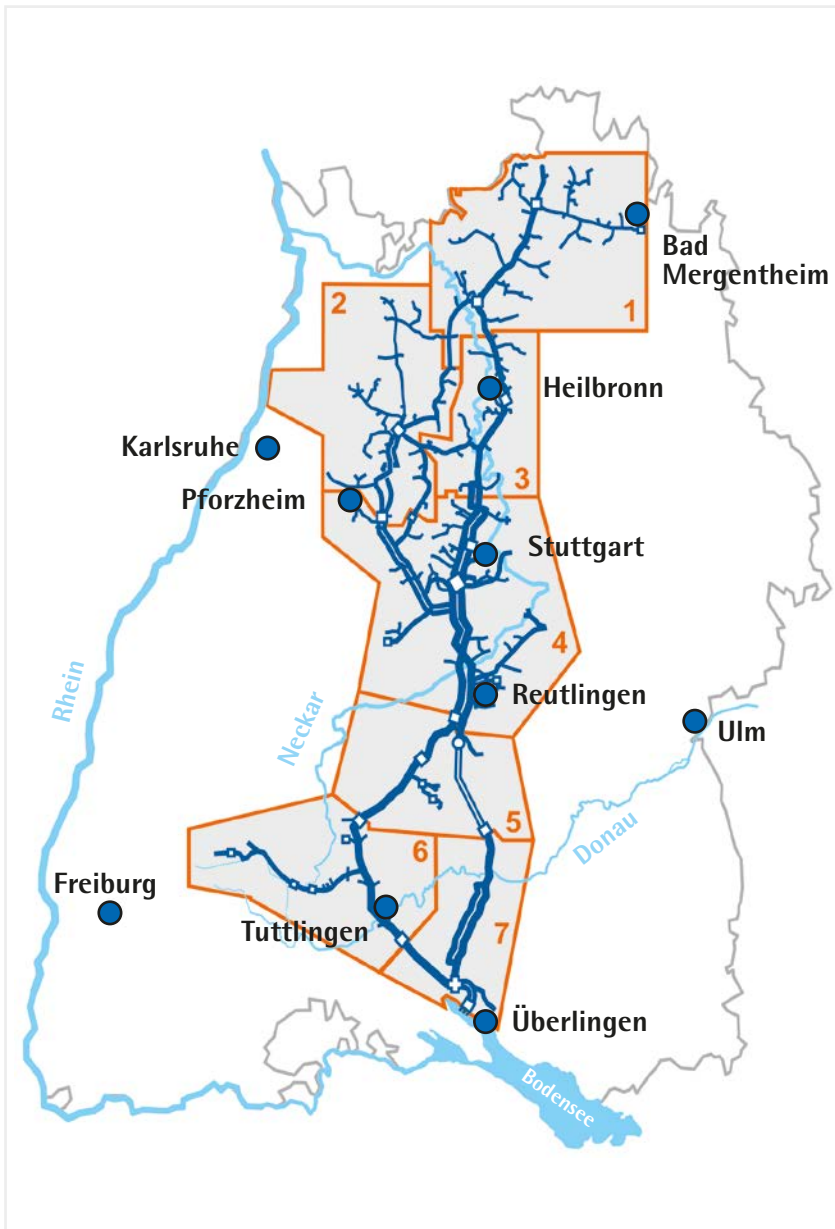 Bad
Mergentheim
2
1
Heilbronn
Karlsruhe
3
Pforzheim
Stuttgart
4
Rhein
Reutlingen
Neckar
Ulm
5
Donau
6
Freiburg
Tuttlingen
7
Überlingen
Bodensee